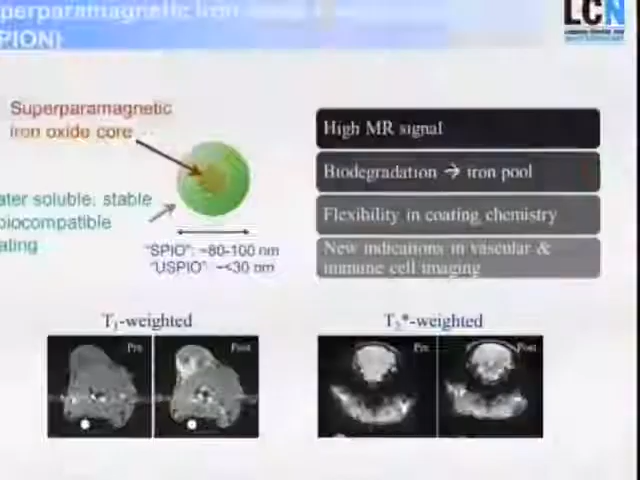 perparamagnetic iron
PION)
LCN
Superparamagnetic
iron oxide core
ater soluble, stable
biocompatible
ating
"SPIO": ~80-100 nm
"USPIO": ~<30 nm
High MR signal
Biodegradation → iron pool
Flexibility in coating chemistry
New indications in vascular &
immune cell imaging
T₁-weighted
T₂*-weighted
Pre
Post
Pre
Post